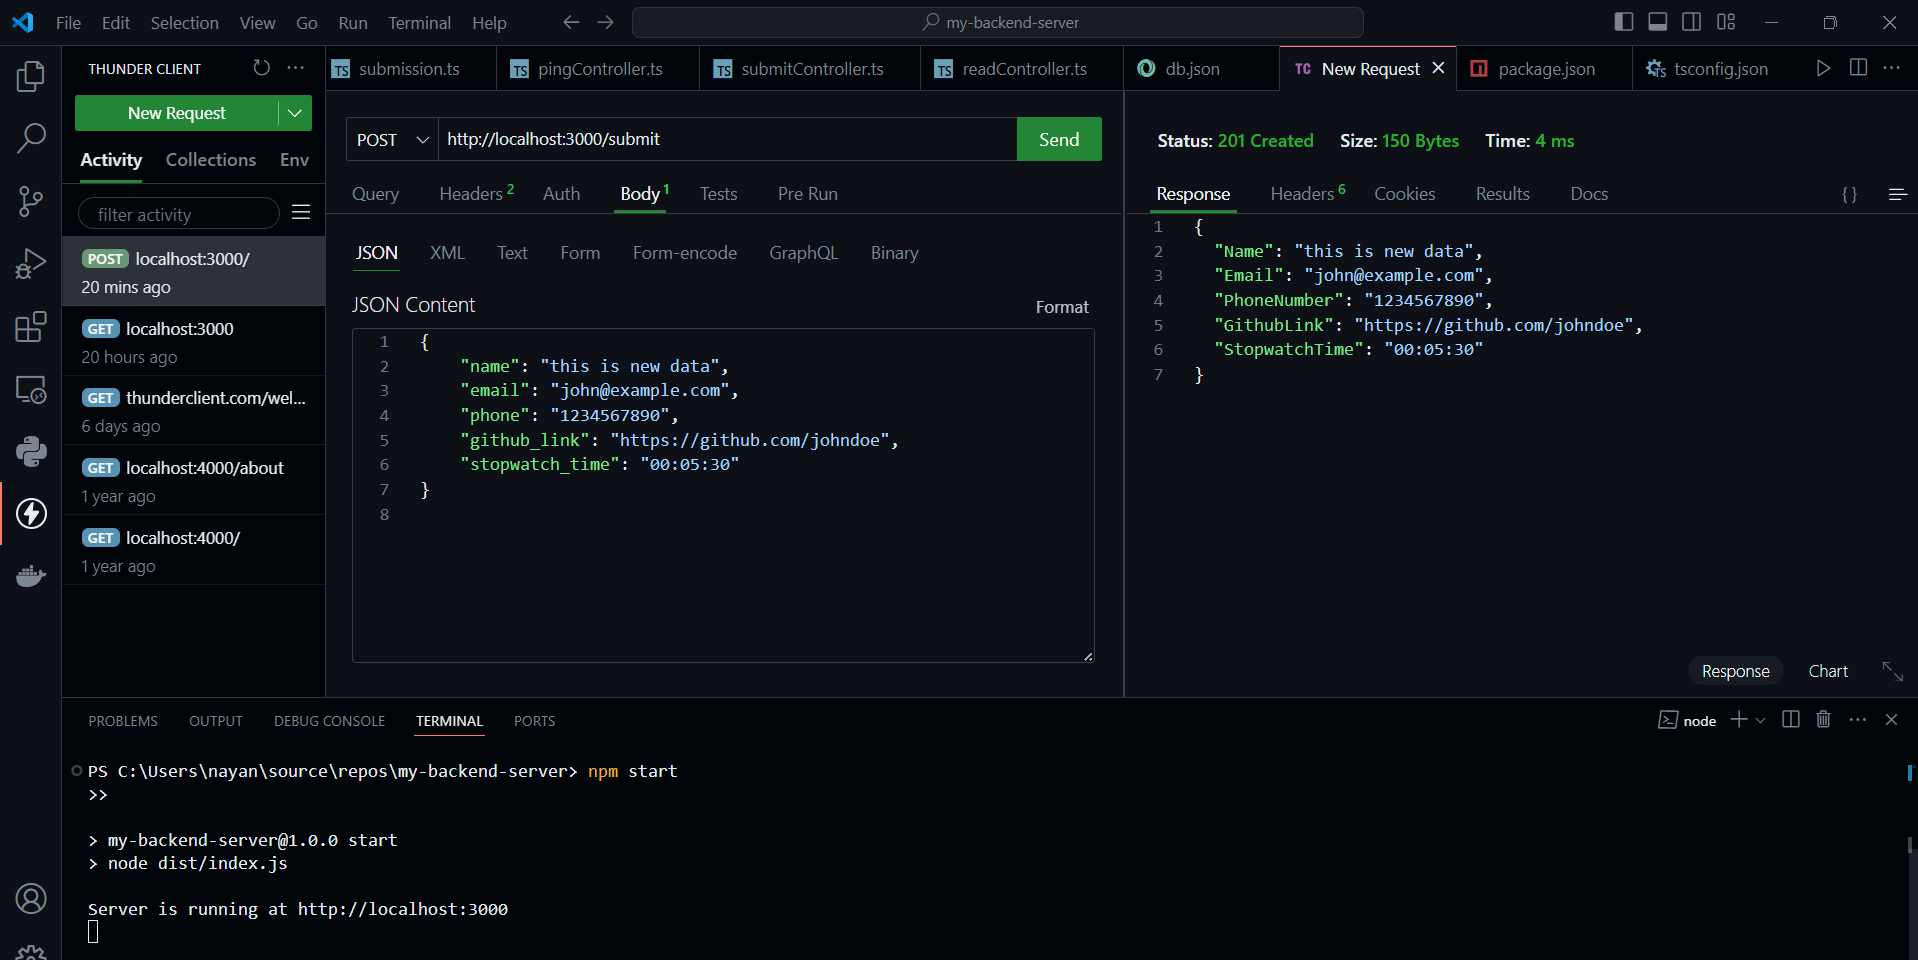 File Edit Selection View Go Run Terminal Help my-backend-server
THUNDER CLIENT
New Request
Activity Collections Env
filter activity
POST localhost:3000/
20 mins ago
GET localhost:3000
20 hours ago
GET thunderclient.com/wel...
6 days ago
GET localhost:4000/about
1 year ago
GET localhost:4000/
1 year ago
TS submission.ts TS pingController.ts TS submitController.ts TS readController.ts db.json TC New Request package.json TS tsconfig.json
POST http://localhost:3000/submit Send
Query Headers 2 Auth Body 1 Tests Pre Run
JSON XML Text Form Form-encode GraphQL Binary
JSON Content Format
1 {
2 "name": "this is new data",
3 "email": "john@example.com",
4 "phone": "1234567890",
5 "github_link": "https://github.com/johndoe",
6 "stopwatch_time": "00:05:30"
7 }
8
Status: 201 Created Size: 150 Bytes Time: 4 ms
Response Headers 6 Cookies Results Docs {}
1 {
2 "Name": "this is new data",
3 "Email": "john@example.com",
4 "PhoneNumber": "1234567890",
5 "GithubLink": "https://github.com/johndoe",
6 "StopwatchTime": "00:05:30"
7 }
Response Chart
PROBLEMS OUTPUT DEBUG CONSOLE TERMINAL PORTS node
PS C:\Users\nayan\source\repos\my-backend-server> npm start
>>
> my-backend-server@1.0.0 start
> node dist/index.js
Server is running at http://localhost:3000